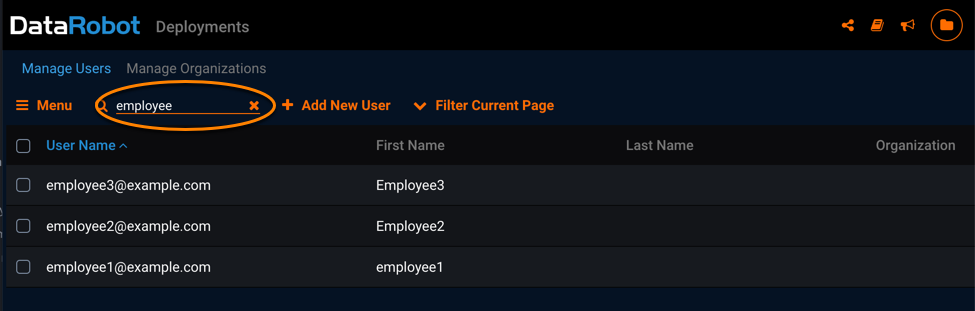 DataRobot Deployments
Manage Users Manage Organizations
Menu employee Add New User Filter Current Page
User Name First Name Last Name Organization
employee3@example.com Employee3
employee2@example.com Employee2
employee1@example.com employee1